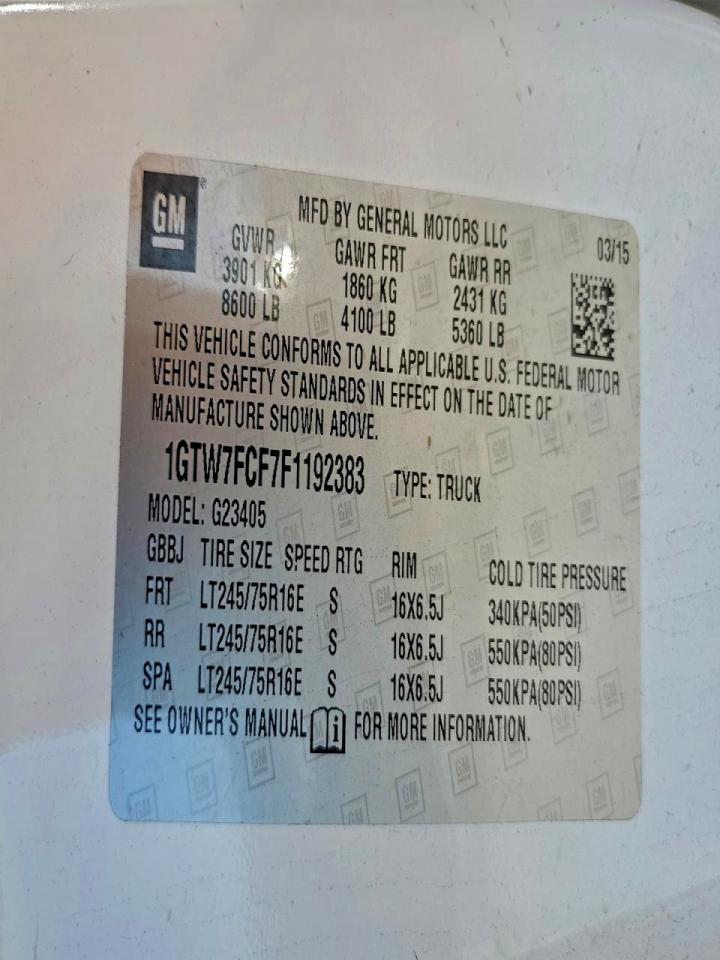 GM
MFD BY GENERAL MOTORS LLC
03/15
GVWR GAWR FRT GAWR RR
3901 KG 1860 KG 2431 KG
8600 LB 4100 LB 5360 LB
THIS VEHICLE CONFORMS TO ALL APPLICABLE U.S. FEDERAL MOTOR
VEHICLE SAFETY STANDARDS IN EFFECT ON THE DATE OF
MANUFACTURE SHOWN ABOVE.
1GTW7FCF7F1192383 TYPE: TRUCK
MODEL: G23405
GBBJ TIRE SIZE SPEED RTG RIM COLD TIRE PRESSURE
FRT LT245/75R16E S 16X6.5J 340KPA(50PSI)
RR LT245/75R16E S 16X6.5J 550KPA(80PSI)
SPA LT245/75R16E S 16X6.5J 550KPA(80PSI)
SEE OWNER'S MANUAL i FOR MORE INFORMATION.